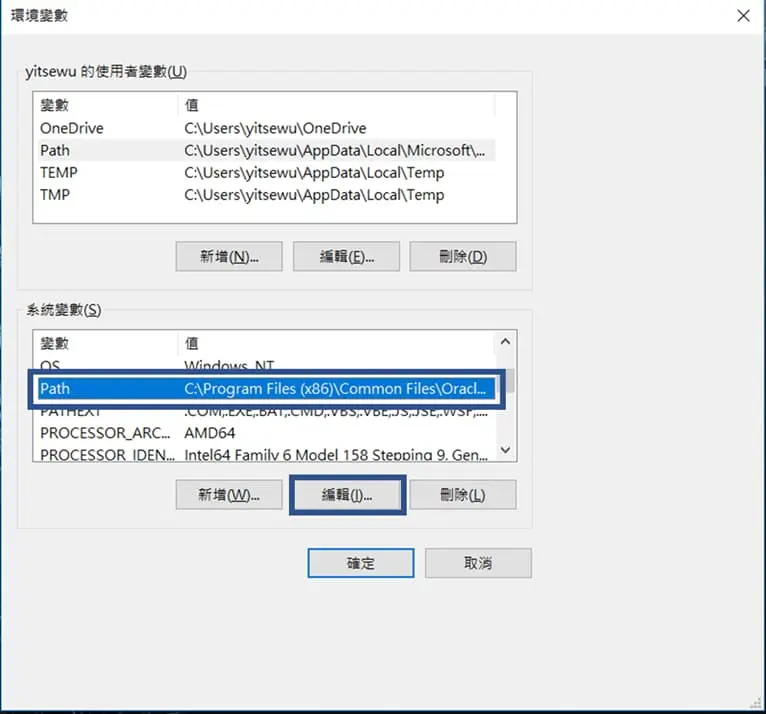 環境變數
yitsewu 的使用者變數(U)
變數 值
OneDrive C:\Users\yitsewu\OneDrive
Path C:\Users\yitsewu\AppData\Local\Microsoft\...
TEMP C:\Users\yitsewu\AppData\Local\Temp
TMP C:\Users\yitsewu\AppData\Local\Temp
新增(N)... 編輯(E)... 刪除(D)
系統變數(S)
變數 值
OS Windows_NT
Path C:\Program Files (x86)\Common Files\Oracl...
PATHEXT .COM;.EXE;.BAT;.CMD;.VBS;.VBE;.JS;.JSE;.WSF;....
PROCESSOR_ARC... AMD64
PROCESSOR_IDEN... Intel64 Family 6 Model 158 Stepping 9, Gen...
新增(W)... 編輯(I)... 刪除(L)
確定 取消